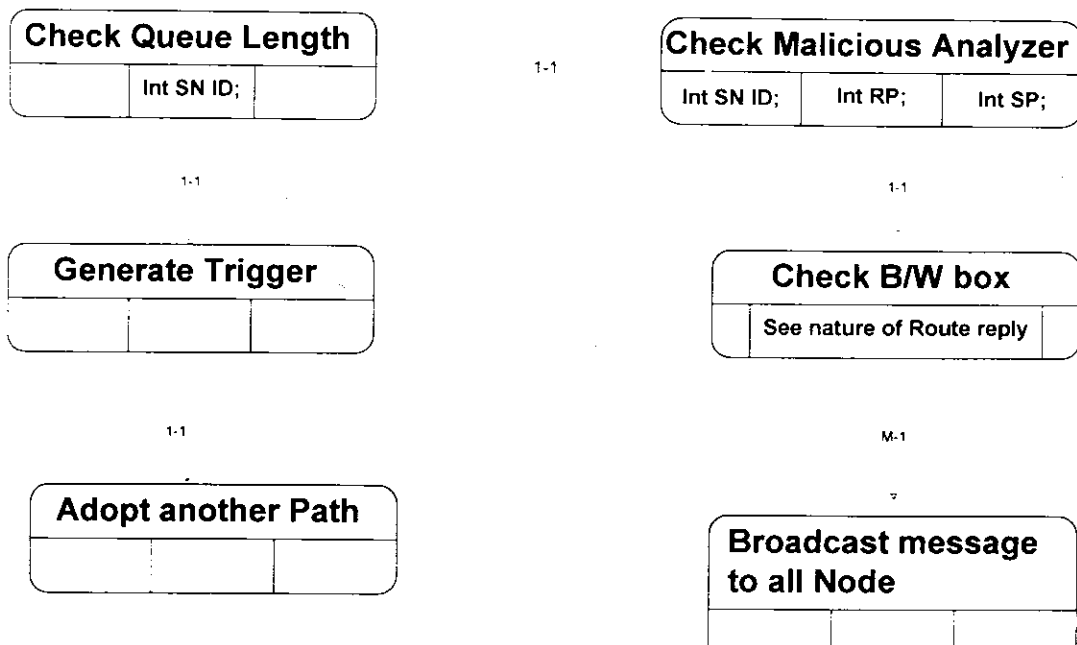 Check Queue Length
Int SN ID;
1-1
Check Malicious Analyzer
Int SN ID; Int RP; Int SP;
1-1
1-1
Generate Trigger
Check B/W box
See nature of Route reply
1-1
M-1
Adopt another Path
Broadcast message
to all Node